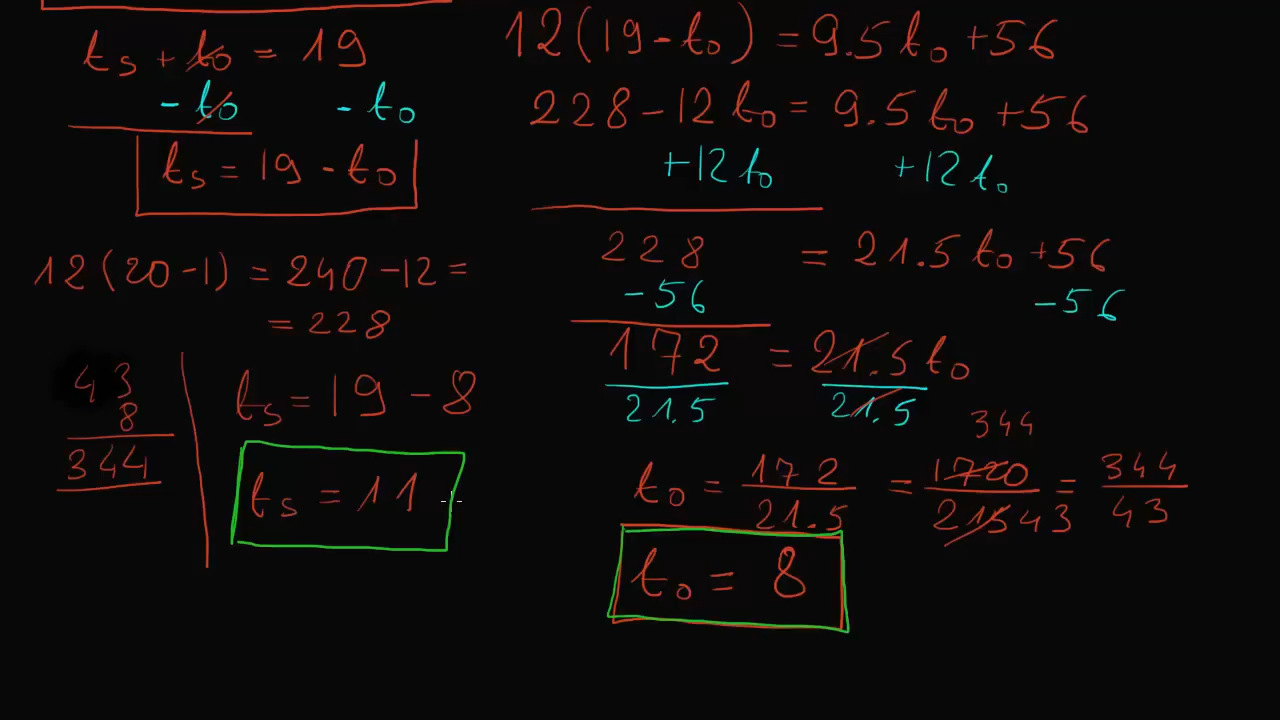 ts + to = 19
- to - to
ts = 19 - to
12(20-1) = 240 -12 =
= 228
43
8
344
ts = 19 - 8
ts = 11
12(19 - to) = 9.5 to +56
228 - 12 to = 9.5 to +56
+12 to +12 to
228 = 21.5 to +56
-56 -56
172 = 21.5 to
21.5 21.5
344
to = 172 = 1720 = 344
21.5 215 43 43
to = 8